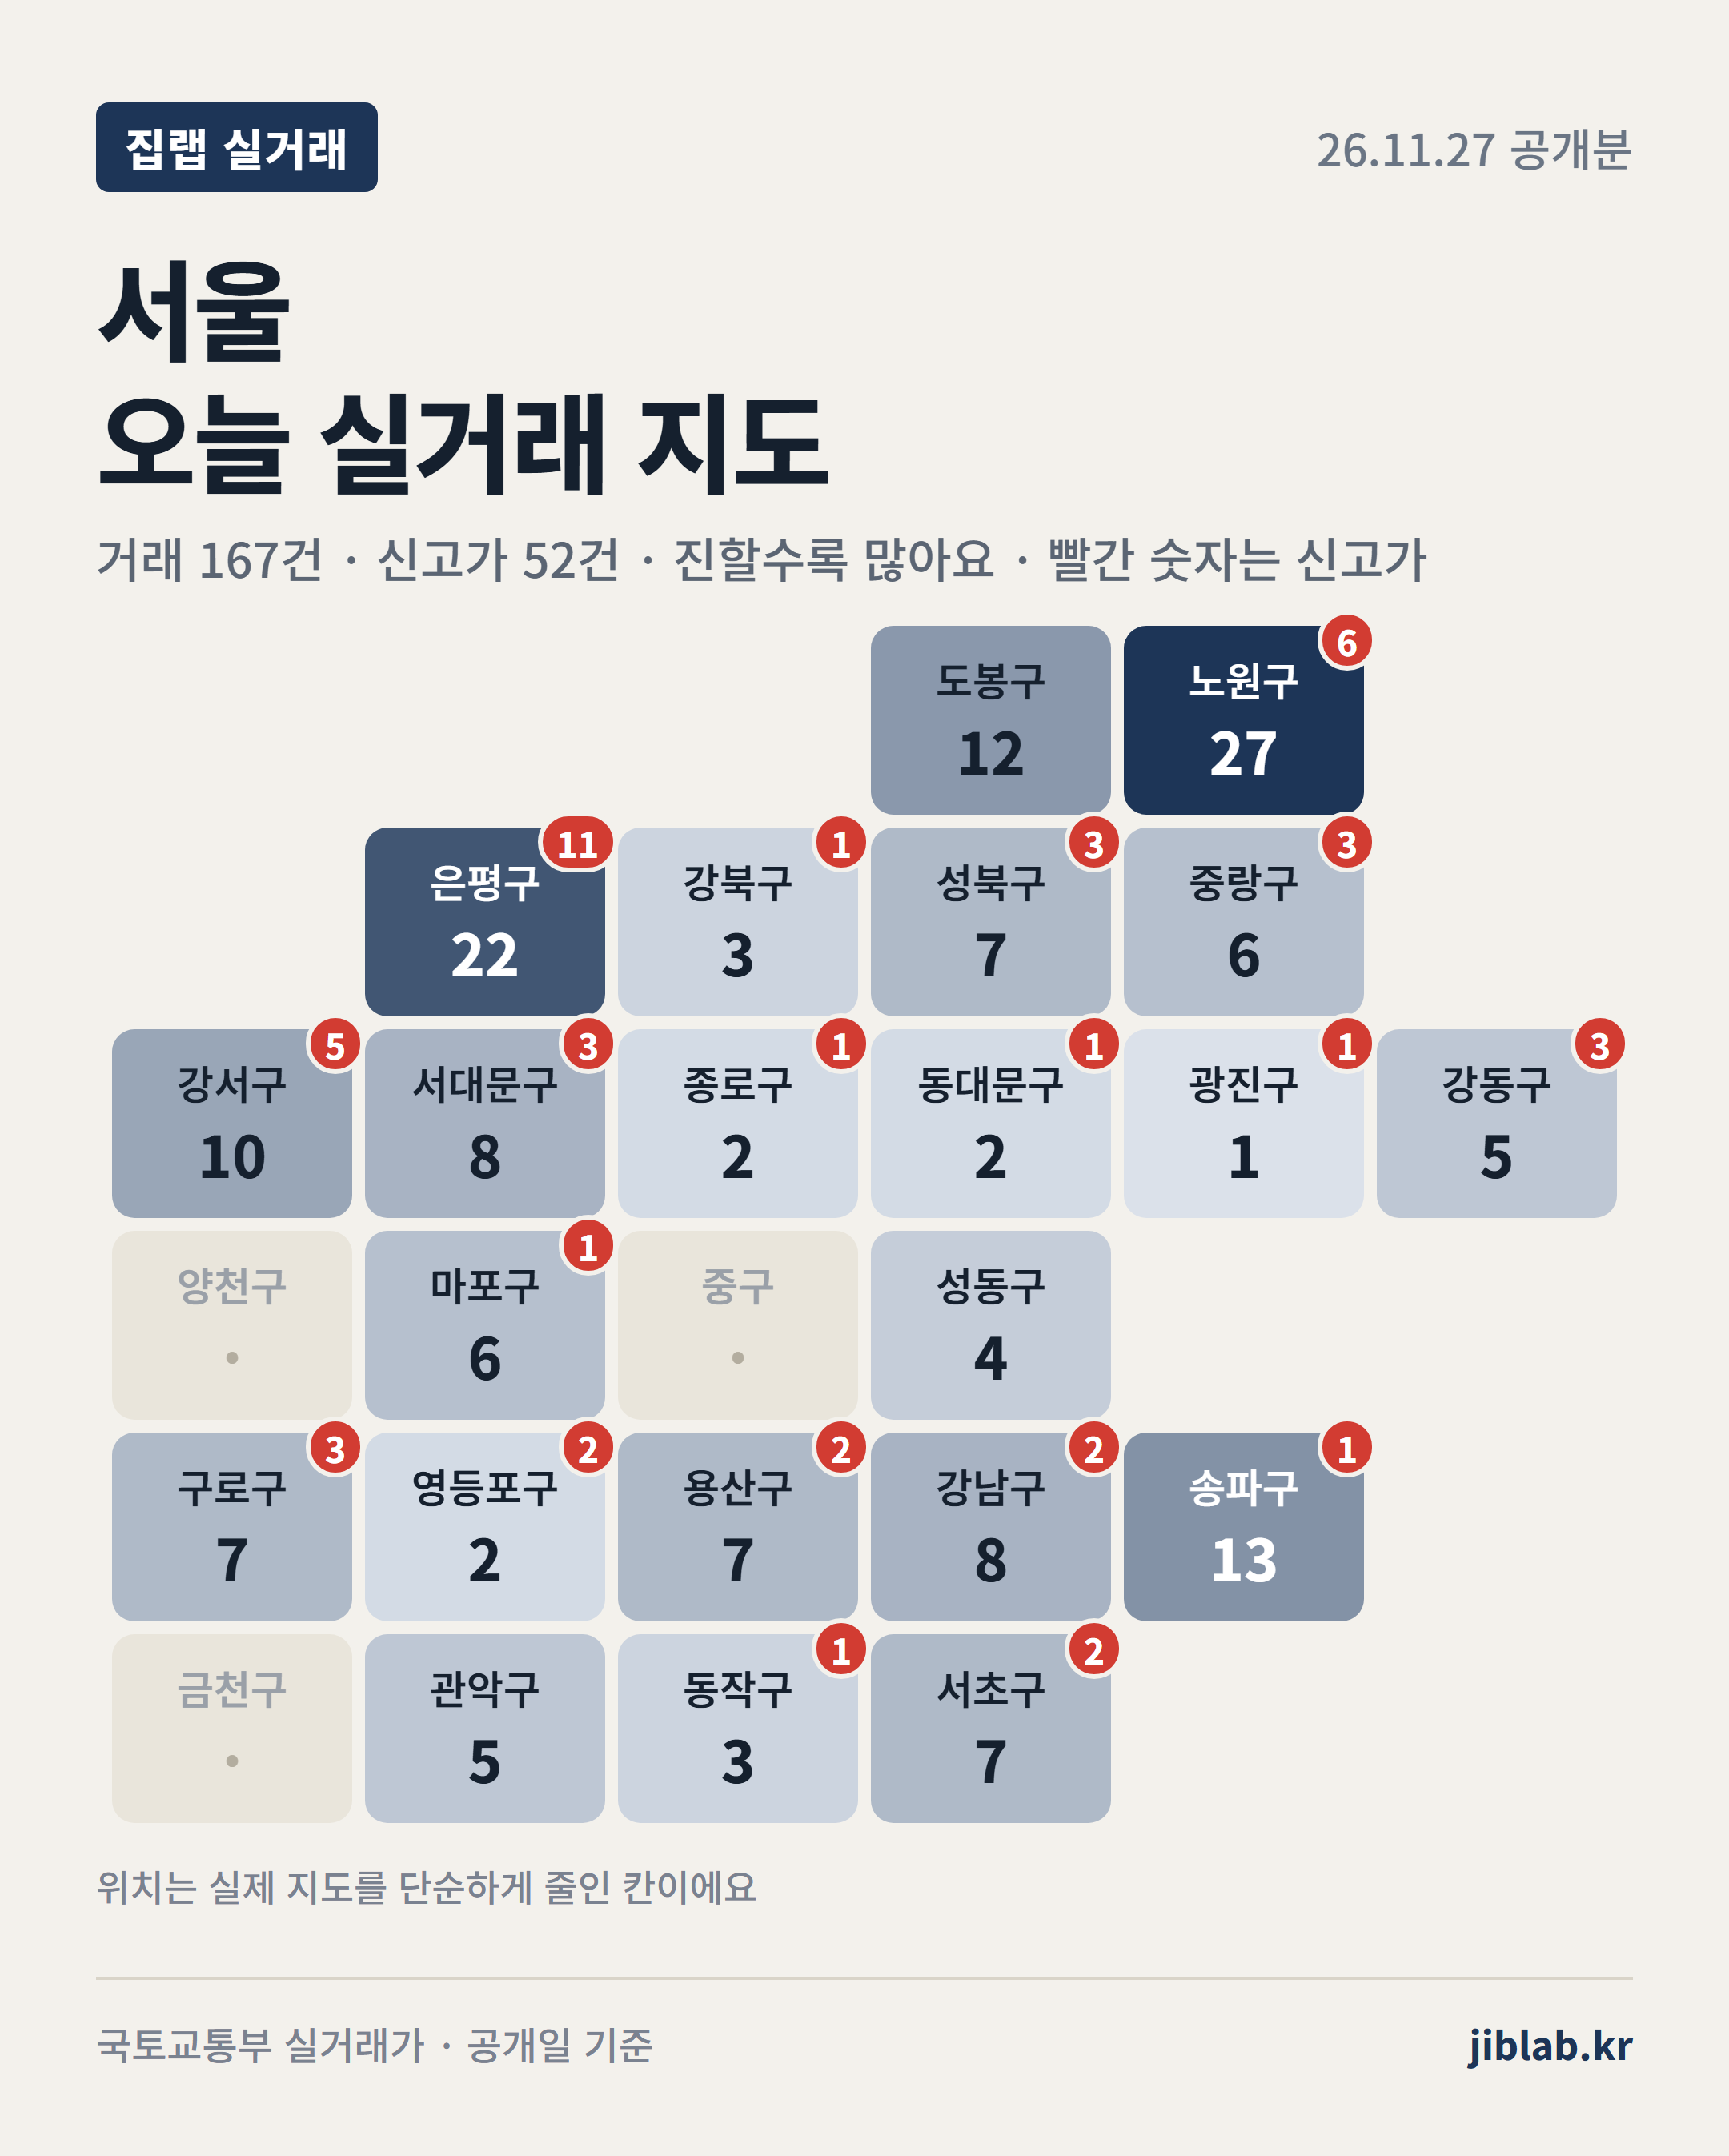 집랩 실거래
26.11.27 공개분
서울
오늘 실거래 지도
거래 167건 · 신고가 52건 · 진할수록 많아요 · 빨간 숫자는 신고가
6
도봉구 노원구
12 27
11 1 3 3
은평구 강북구 성북구 중랑구
22 3 7 6
5 3 1 1 1 3
강서구 서대문구 종로구 동대문구 광진구 강동구
10 8 2 2 1 5
1
양천구 마포구 중구 성동구
· 6 · 4
3 2 2 2 1
구로구 영등포구 용산구 강남구 송파구
7 2 7 8 13
1 2
금천구 관악구 동작구 서초구
· 5 3 7
위치는 실제 지도를 단순하게 줄인 칸이에요
국토교통부 실거래가 · 공개일 기준
jiblab.kr